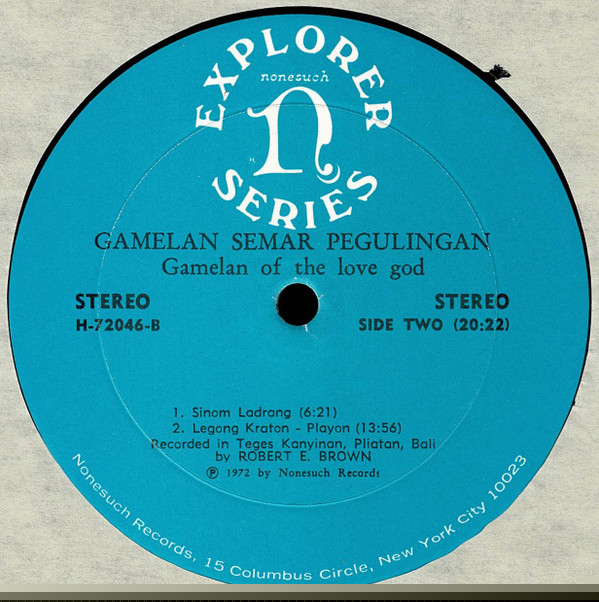 EXPLORER
nonesuch
n
H
SERIES
GAMELAN SEMAR PEGULINGAN
Gamelan of the love god
STEREO STEREO
H-72046-B SIDE TWO (20:22)
1. Sinom Ladrang (6:21)
2. Legong Kraton - Playon (13:56)
Recorded in Teges Kanyinan, Pliatan, Bali
by ROBERT E. BROWN
Ⓟ 1972 by Nonesuch Records
Nonesuch Records, 15 Columbus Circle, New York City 10023